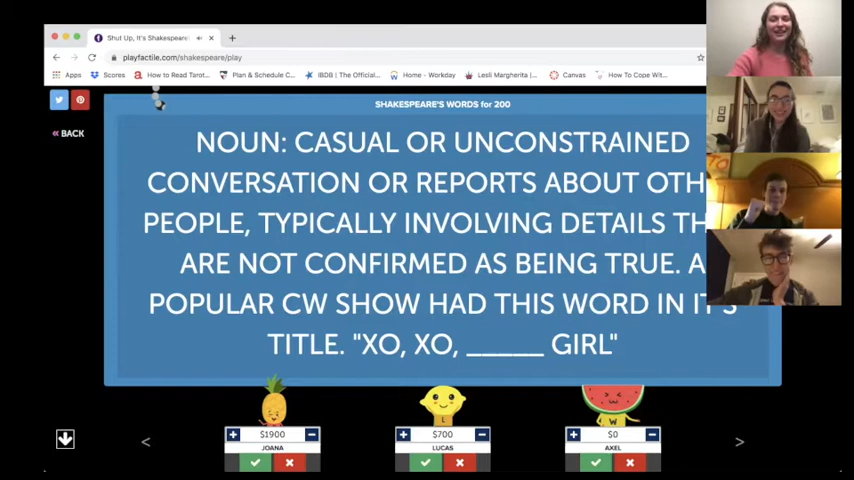 Shut Up, It's Shakespeare
playfactile.com/shakespeare/play
Apps Scores How to Read Tarot... Plan & Schedule C... IBDB | The Official... Home - Workday Lesli Margherita |... Canvas How To Cope Wit...
« BACK
SHAKESPEARE'S WORDS for 200
NOUN: CASUAL OR UNCONSTRAINED
CONVERSATION OR REPORTS ABOUT OTH
PEOPLE, TYPICALLY INVOLVING DETAILS TH
ARE NOT CONFIRMED AS BEING TRUE. A
POPULAR CW SHOW HAD THIS WORD IN IT'S
TITLE. "XO, XO, _____ GIRL"
L
W
+ $1900 −
JOANA
+ $700 −
LUCAS
+ $0 −
AXEL